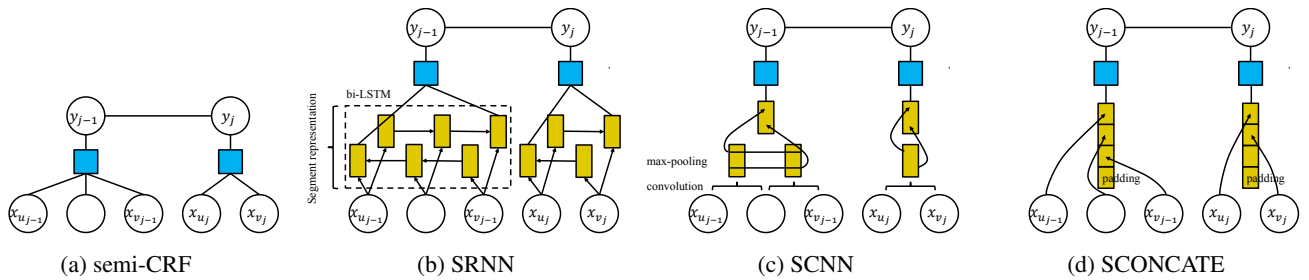 y_{j-1} y_j
x_{u_{j-1}} x_{v_{j-1}} x_{u_j} x_{v_j}
(a) semi-CRF
y_{j-1} y_j
bi-LSTM
Segment representation
x_{u_{j-1}} x_{v_{j-1}} x_{u_j} x_{v_j}
(b) SRNN
y_{j-1} y_j
max-pooling
convolution
x_{u_{j-1}} x_{v_{j-1}} x_{u_j} x_{v_j}
(c) SCNN
y_{j-1} y_j
padding padding
x_{u_{j-1}} x_{v_{j-1}} x_{u_j} x_{v_j}
(d) SCONCATE